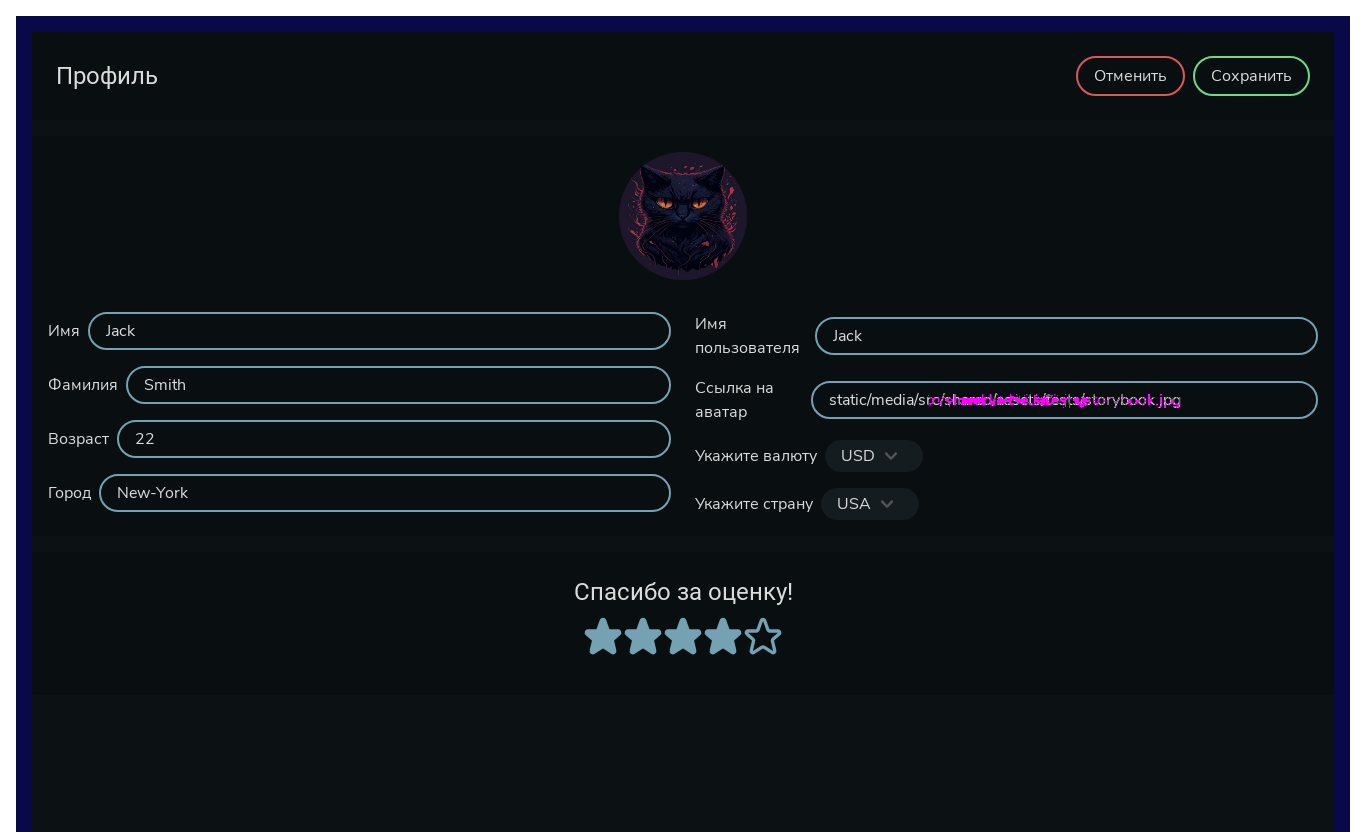 Профиль
Отменить
Сохранить
Имя
Jack
Фамилия
Smith
Возраст
22
Город
New-York
Имя
пользователя
Jack
Ссылка на
аватар
static/media/src/shared/assets/tests/storybook.jpg
Укажите валюту
USD
Укажите страну
USA
Спасибо за оценку!